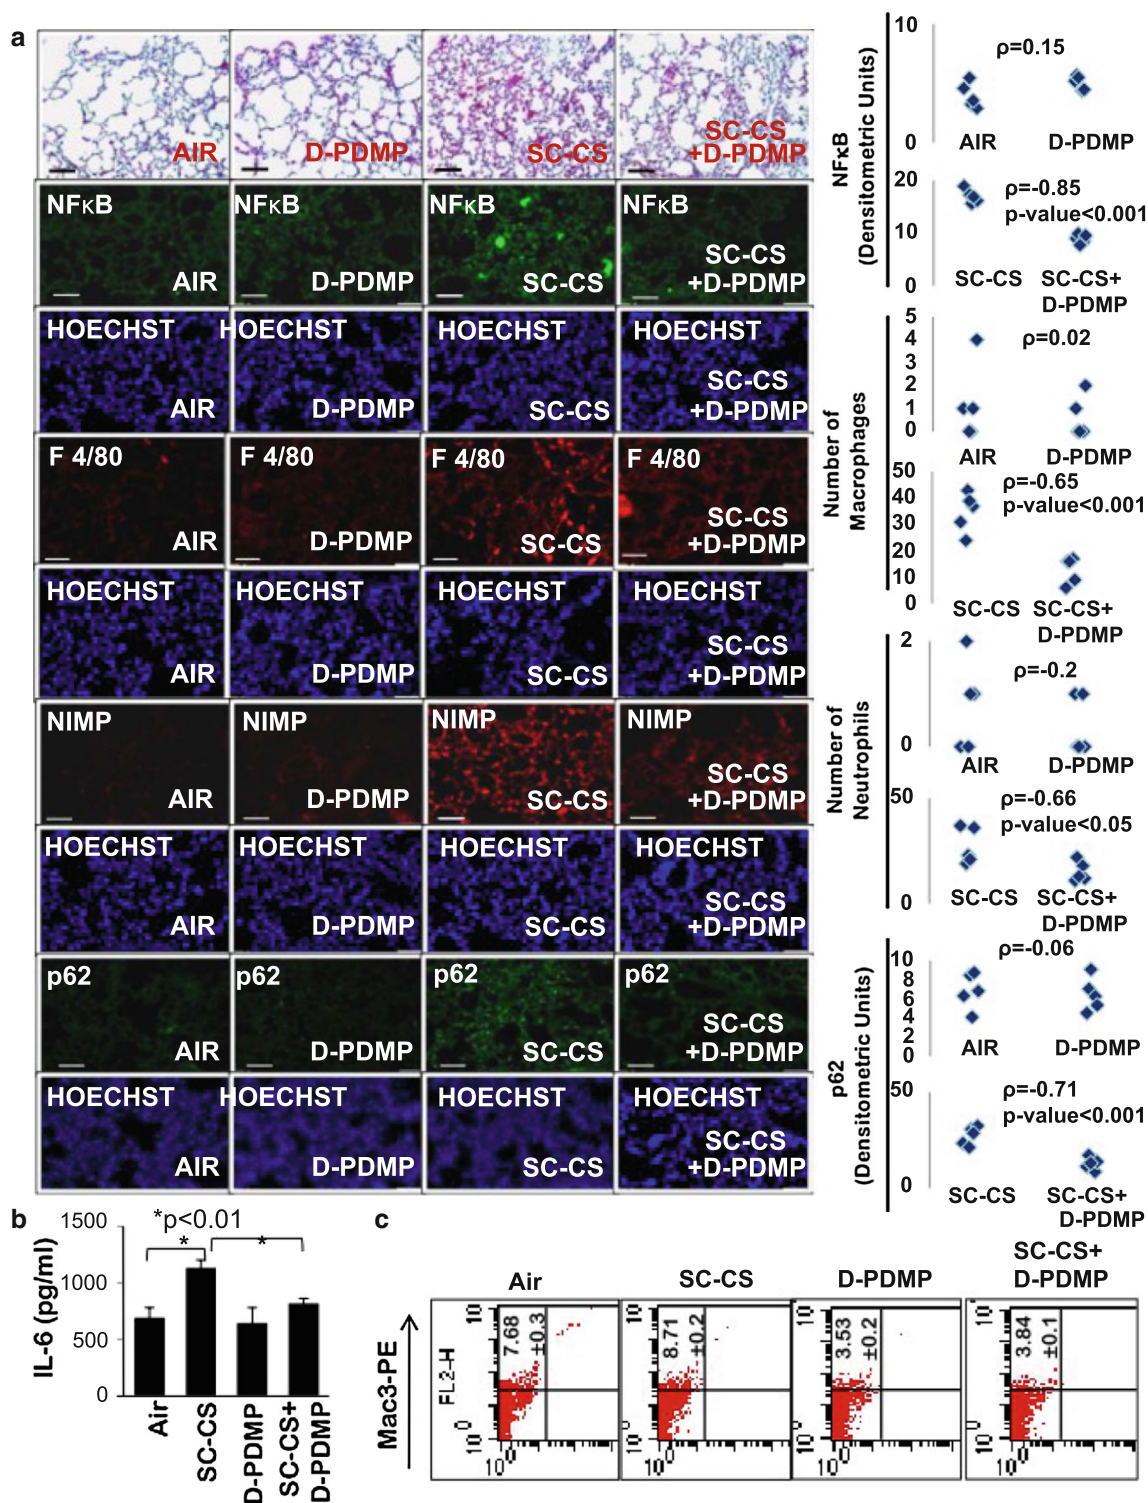 a
AIR
D-PDMP
SC-CS
SC-CS
+D-PDMP
NFκB
NFκB
NFκB
NFκB
AIR
D-PDMP
SC-CS
SC-CS
+D-PDMP
HOECHST
HOECHST
HOECHST
HOECHST
AIR
D-PDMP
SC-CS
SC-CS
+D-PDMP
F 4/80
F 4/80
F 4/80
F 4/80
AIR
D-PDMP
SC-CS
SC-CS
+D-PDMP
HOECHST
HOECHST
HOECHST
HOECHST
AIR
D-PDMP
SC-CS
SC-CS
+D-PDMP
NIMP
NIMP
NIMP
NIMP
AIR
D-PDMP
SC-CS
SC-CS
+D-PDMP
HOECHST
HOECHST
HOECHST
HOECHST
AIR
D-PDMP
SC-CS
SC-CS
+D-PDMP
p62
p62
p62
p62
AIR
D-PDMP
SC-CS
SC-CS
+D-PDMP
HOECHST
HOECHST
HOECHST
HOECHST
AIR
D-PDMP
SC-CS
SC-CS
+D-PDMP
NFκB
(Densitometric Units)
10
0
ρ=0.15
AIR
D-PDMP
20
10
0
ρ=-0.85
p-value<0.001
SC-CS
SC-CS+
D-PDMP
Number of
Macrophages
5
4
3
2
1
0
ρ=0.02
AIR
D-PDMP
50
40
30
20
10
0
ρ=-0.65
p-value<0.001
SC-CS
SC-CS+
D-PDMP
Number of
Neutrophils
2
0
ρ=-0.2
AIR
D-PDMP
50
0
ρ=-0.66
p-value<0.05
SC-CS
SC-CS+
D-PDMP
p62
(Densitometric Units)
10
8
6
4
2
0
ρ=-0.06
AIR
D-PDMP
50
0
ρ=-0.71
p-value<0.001
SC-CS
SC-CS+
D-PDMP
b
IL-6 (pg/ml)
1500
1000
500
0
*p<0.01
*
*
Air
SC-CS
D-PDMP
SC-CS+
D-PDMP
c
Mac3-PE
FL2-H
Air
SC-CS
D-PDMP
SC-CS+
D-PDMP
7.68
±0.3
8.71
±0.2
3.53
±0.2
3.84
±0.1
10
10⁰
10⁰
10
10⁰
10⁰
10
10⁰
10⁰
10
10⁰
10⁰